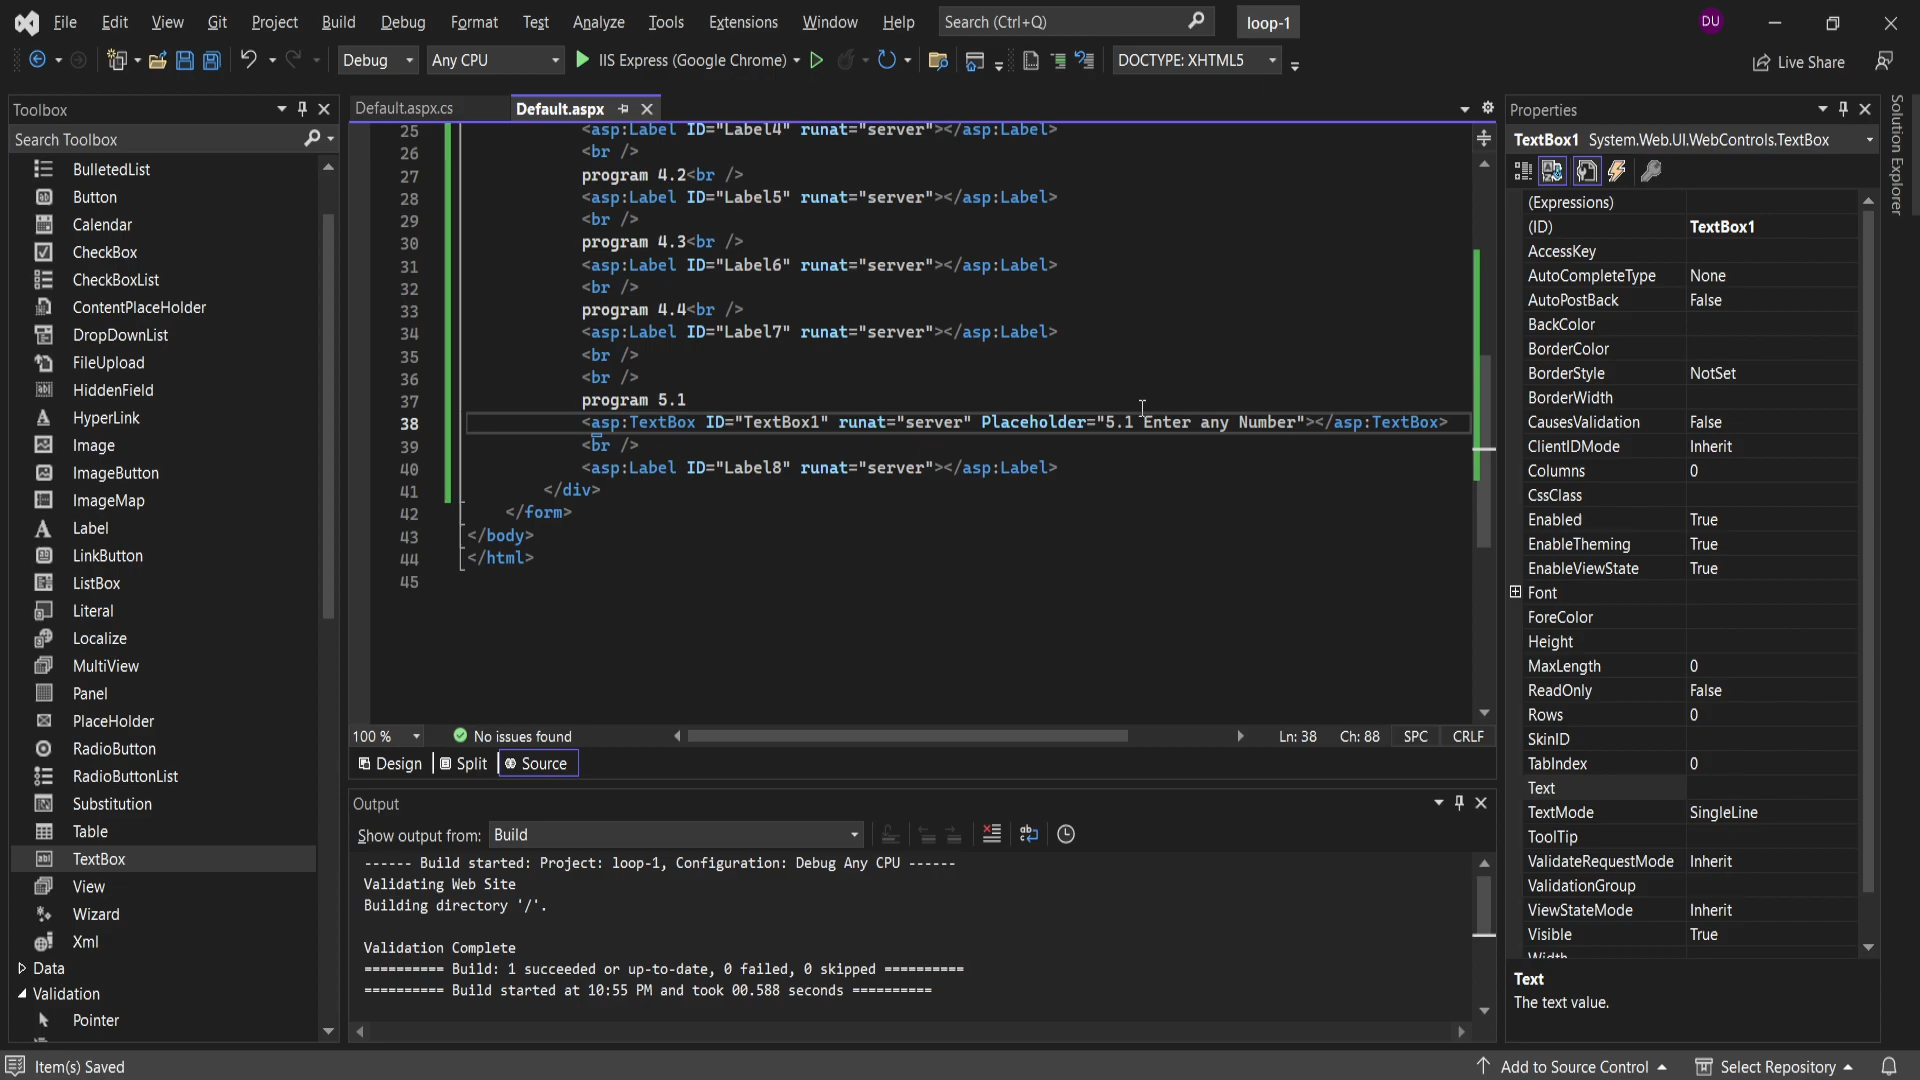 File Edit View Git Project Build Debug Format Test Analyze Tools Extensions Window Help Search (Ctrl+Q) loop-1 DU
Debug Any CPU IIS Express (Google Chrome) DOCTYPE: XHTML5 Live Share
Toolbox
Search Toolbox
BulletedList
Button
Calendar
CheckBox
CheckBoxList
ContentPlaceHolder
DropDownList
FileUpload
HiddenField
HyperLink
Image
ImageButton
ImageMap
Label
LinkButton
ListBox
Literal
Localize
MultiView
Panel
PlaceHolder
RadioButton
RadioButtonList
Substitution
Table
TextBox
View
Wizard
Xml
Data
Validation
Pointer
Default.aspx.cs Default.aspx
25 <asp:Label ID="Label4" runat="server"></asp:Label>
26 <br />
27 program 4.2<br />
28 <asp:Label ID="Label5" runat="server"></asp:Label>
29 <br />
30 program 4.3<br />
31 <asp:Label ID="Label6" runat="server"></asp:Label>
32 <br />
33 program 4.4<br />
34 <asp:Label ID="Label7" runat="server"></asp:Label>
35 <br />
36 <br />
37 program 5.1
38 <asp:TextBox ID="TextBox1" runat="server" Placeholder="5.1 Enter any Number"></asp:TextBox>
39 <br />
40 <asp:Label ID="Label8" runat="server"></asp:Label>
41 </div>
42 </form>
43 </body>
44 </html>
45
100 % No issues found Ln: 38 Ch: 88 SPC CRLF
Design Split Source
Output
Show output from: Build
------ Build started: Project: loop-1, Configuration: Debug Any CPU ------
Validating Web Site
Building directory '/'.
Validation Complete
========== Build: 1 succeeded or up-to-date, 0 failed, 0 skipped ==========
========== Build started at 10:55 PM and took 00.588 seconds ==========
Properties
TextBox1 System.Web.UI.WebControls.TextBox
(Expressions)
(ID) TextBox1
AccessKey
AutoCompleteType None
AutoPostBack False
BackColor
BorderColor
BorderStyle NotSet
BorderWidth
CausesValidation False
ClientIDMode Inherit
Columns 0
CssClass
Enabled True
EnableTheming True
EnableViewState True
Font
ForeColor
Height
MaxLength 0
ReadOnly False
Rows 0
SkinID
TabIndex 0
Text
TextMode SingleLine
ToolTip
ValidateRequestMode Inherit
ValidationGroup
ViewStateMode Inherit
Visible True
Width
Text
The text value.
Solution Explorer
Item(s) Saved Add to Source Control Select Repository